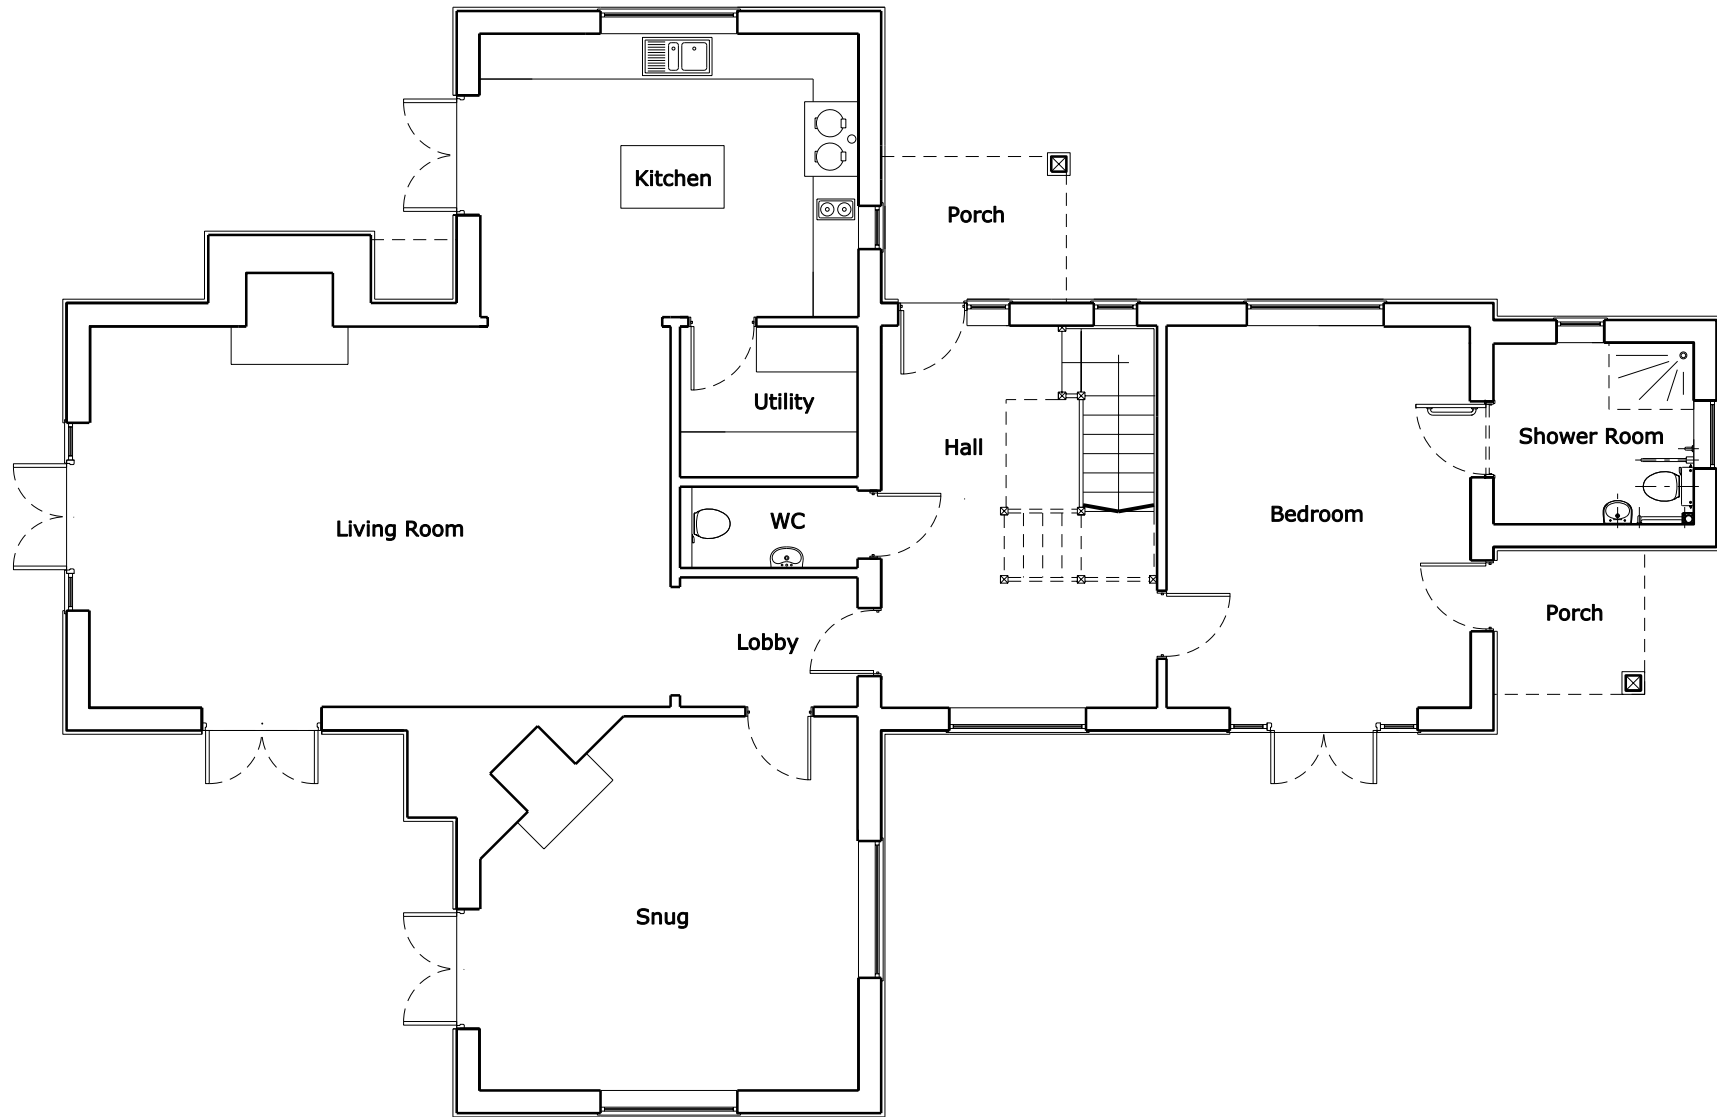 Kitchen
Porch
Utility
Hall
Shower Room
Living Room
WC
Bedroom
Lobby
Porch
Snug